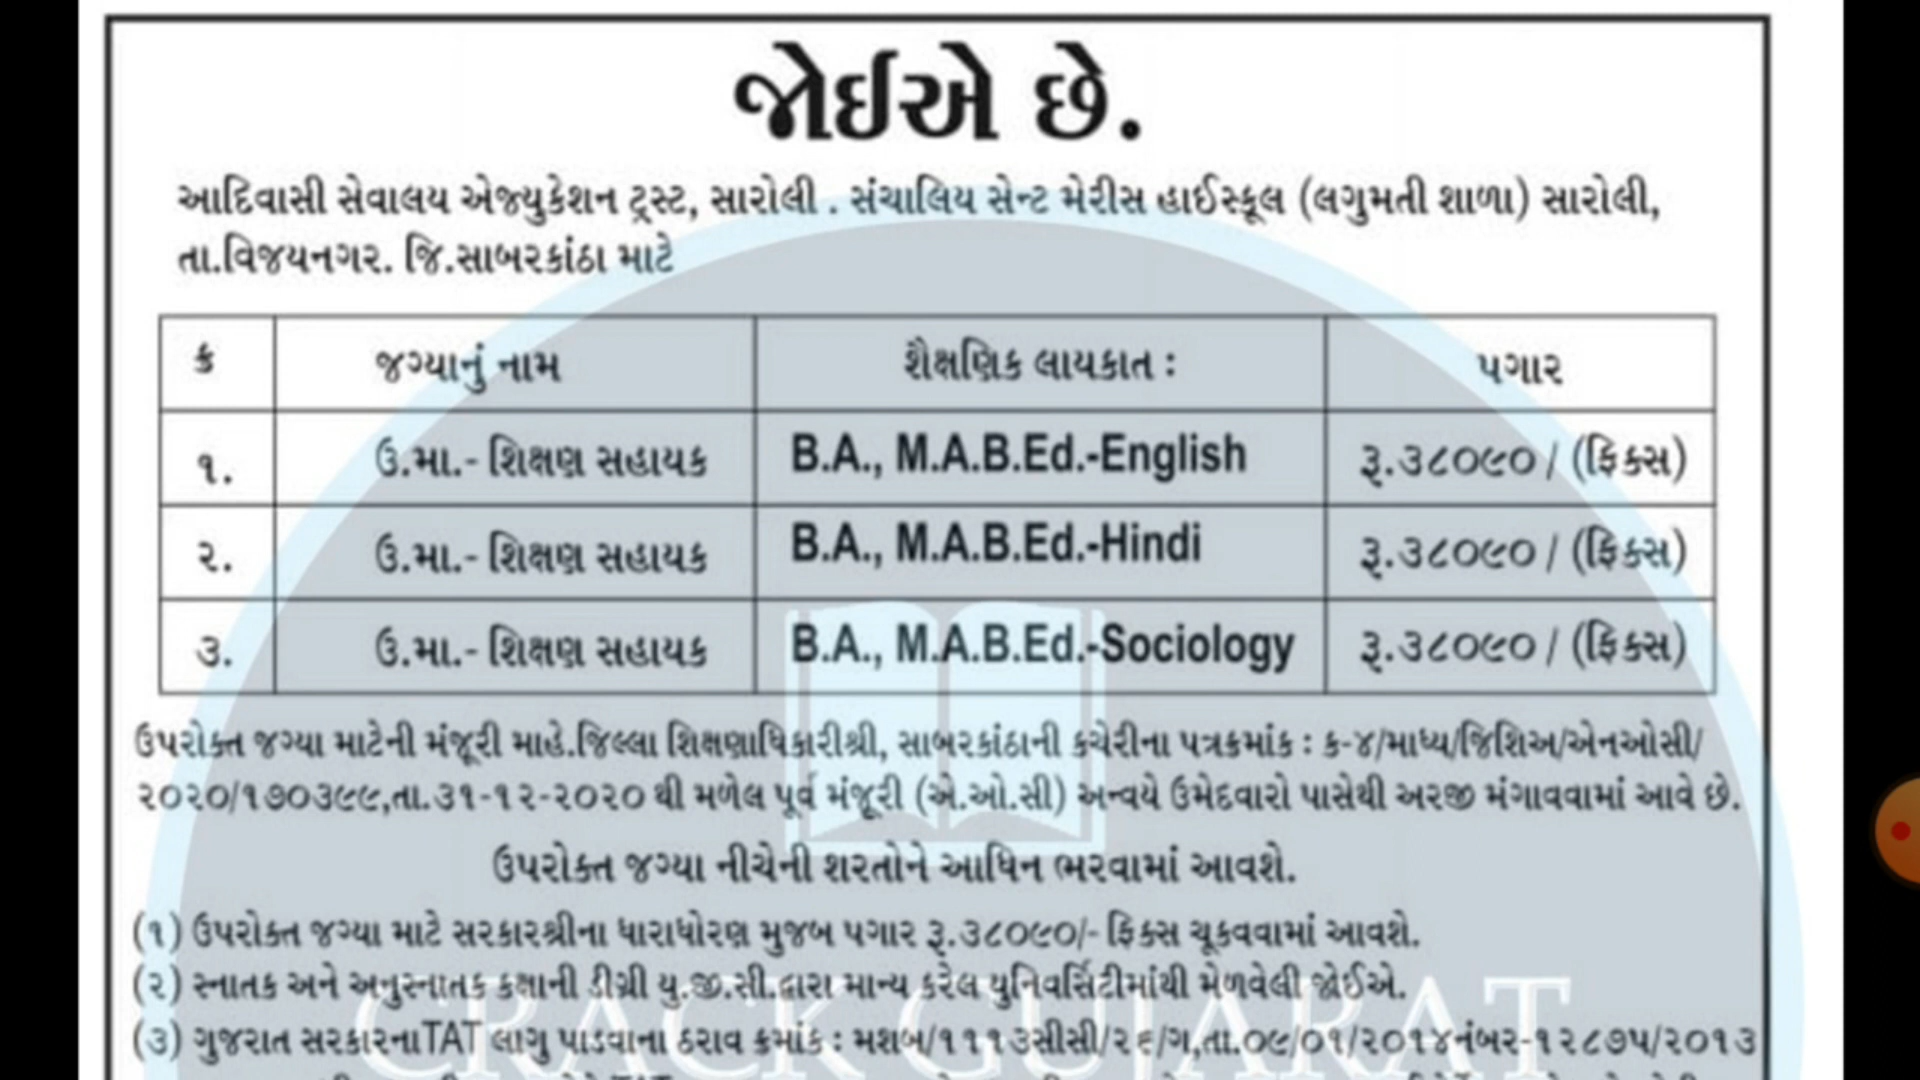 જોઈએ છે.
આદિવાસી સેવાલય એજ્યુકેશન ટ્રસ્ટ, સારોલી . સંચાલિય સેન્ટ મેરીસ હાઈસ્કૂલ (લગુમતી શાળા) સારોલી,
તા.વિજયનગર. જિ.સાબરકાંઠા માટે
ક્ર જગ્યાનું નામ શૈક્ષણિક લાયકાત : પગાર
૧. ઉ.મા.- શિક્ષણ સહાયક B.A., M.A.B.Ed.-English રૂ.૩૮૦૯૦ / (ફિક્સ)
૨. ઉ.મા.- શિક્ષણ સહાયક B.A., M.A.B.Ed.-Hindi રૂ.૩૮૦૯૦ / (ફિક્સ)
૩. ઉ.મા.- શિક્ષણ સહાયક B.A., M.A.B.Ed.-Sociology રૂ.૩૮૦૯૦ / (ફિક્સ)
ઉપરોક્ત જગ્યા માટેની મંજૂરી માહે.જિલ્લા શિક્ષણાધિકારીશ્રી, સાબરકાંઠાની કચેરીના પત્રક્રમાંક : ક-૪/માધ્ય/જિશિઅ/એનઓસી/
૨૦૨૦/૧૭૦૩૯૯,તા.૩૧-૧૨-૨૦૨૦ થી મળેલ પૂર્વ મંજૂરી (એ.ઓ.સી) અન્વયે ઉમેદવારો પાસેથી અરજી મંગાવવામાં આવે છે.
ઉપરોક્ત જગ્યા નીચેની શરતોને આધિન ભરવામાં આવશે.
(૧) ઉપરોક્ત જગ્યા માટે સરકારશ્રીના ધારાધોરણ મુજબ પગાર રૂ.૩૮૦૯૦/- ફિક્સ ચૂકવવામાં આવશે.
(૨) સ્નાતક અને અનુસ્નાતક કક્ષાની ડીગ્રી યુ.જી.સી.દ્વારા માન્ય કરેલ યુનિવર્સિટીમાંથી મેળવેલી જોઈએ.
(૩) ગુજરાત સરકારનાTAT લાગુ પાડવાના ઠરાવ ક્રમાંક : મશબ/૧૧૧૩સીસી/૨૬/ગ,તા.૦૯/૦૧/૨૦૧૪નંબર-૧૨૮૭૫/૨૦૧૩
CRACK GUJARAT